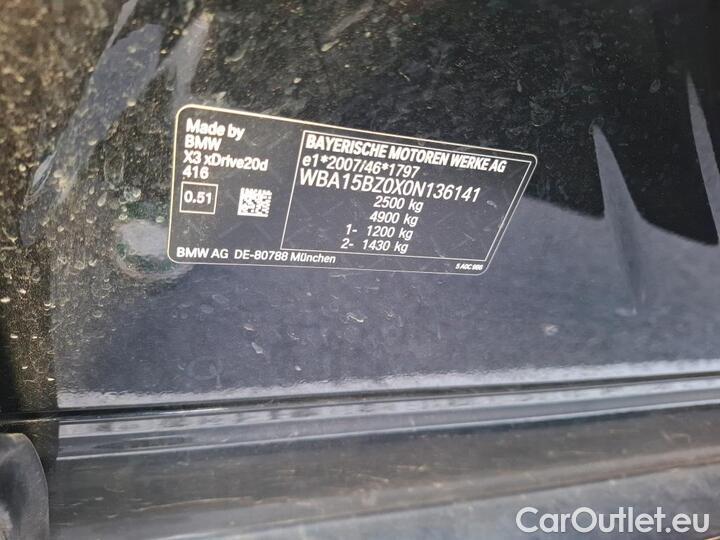 Made by
BMW
X3 xDrive20d
416
0.51
BMW AG DE-80788 München
BAYERISCHE MOTOREN WERKE AG
e1*2007/46*1797
WBA15BZ0X0N136141
2500 kg
4900 kg
1- 1200 kg
2- 1430 kg
CarOutlet.eu